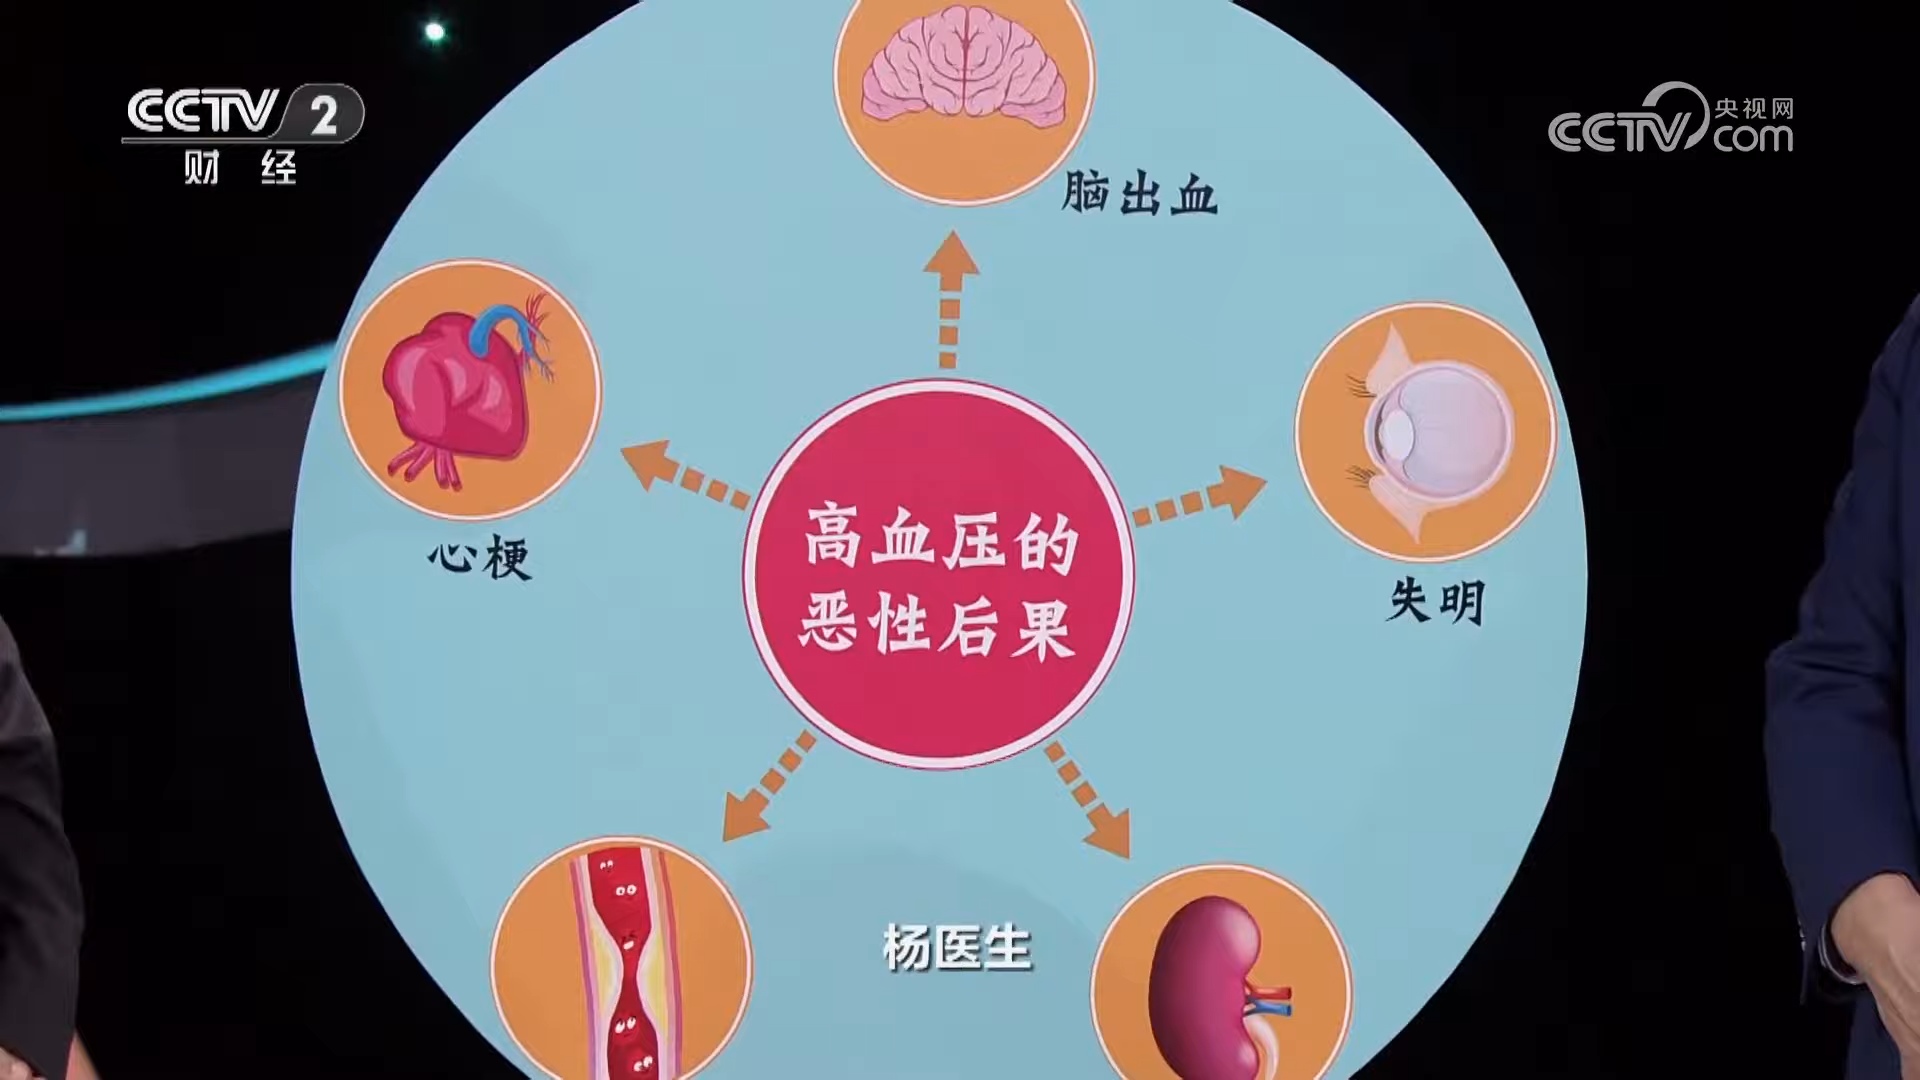 CCTV 2
财 经
央视网
CCTV.com
脑出血
心梗
失明
高血压的
恶性后果
杨医生